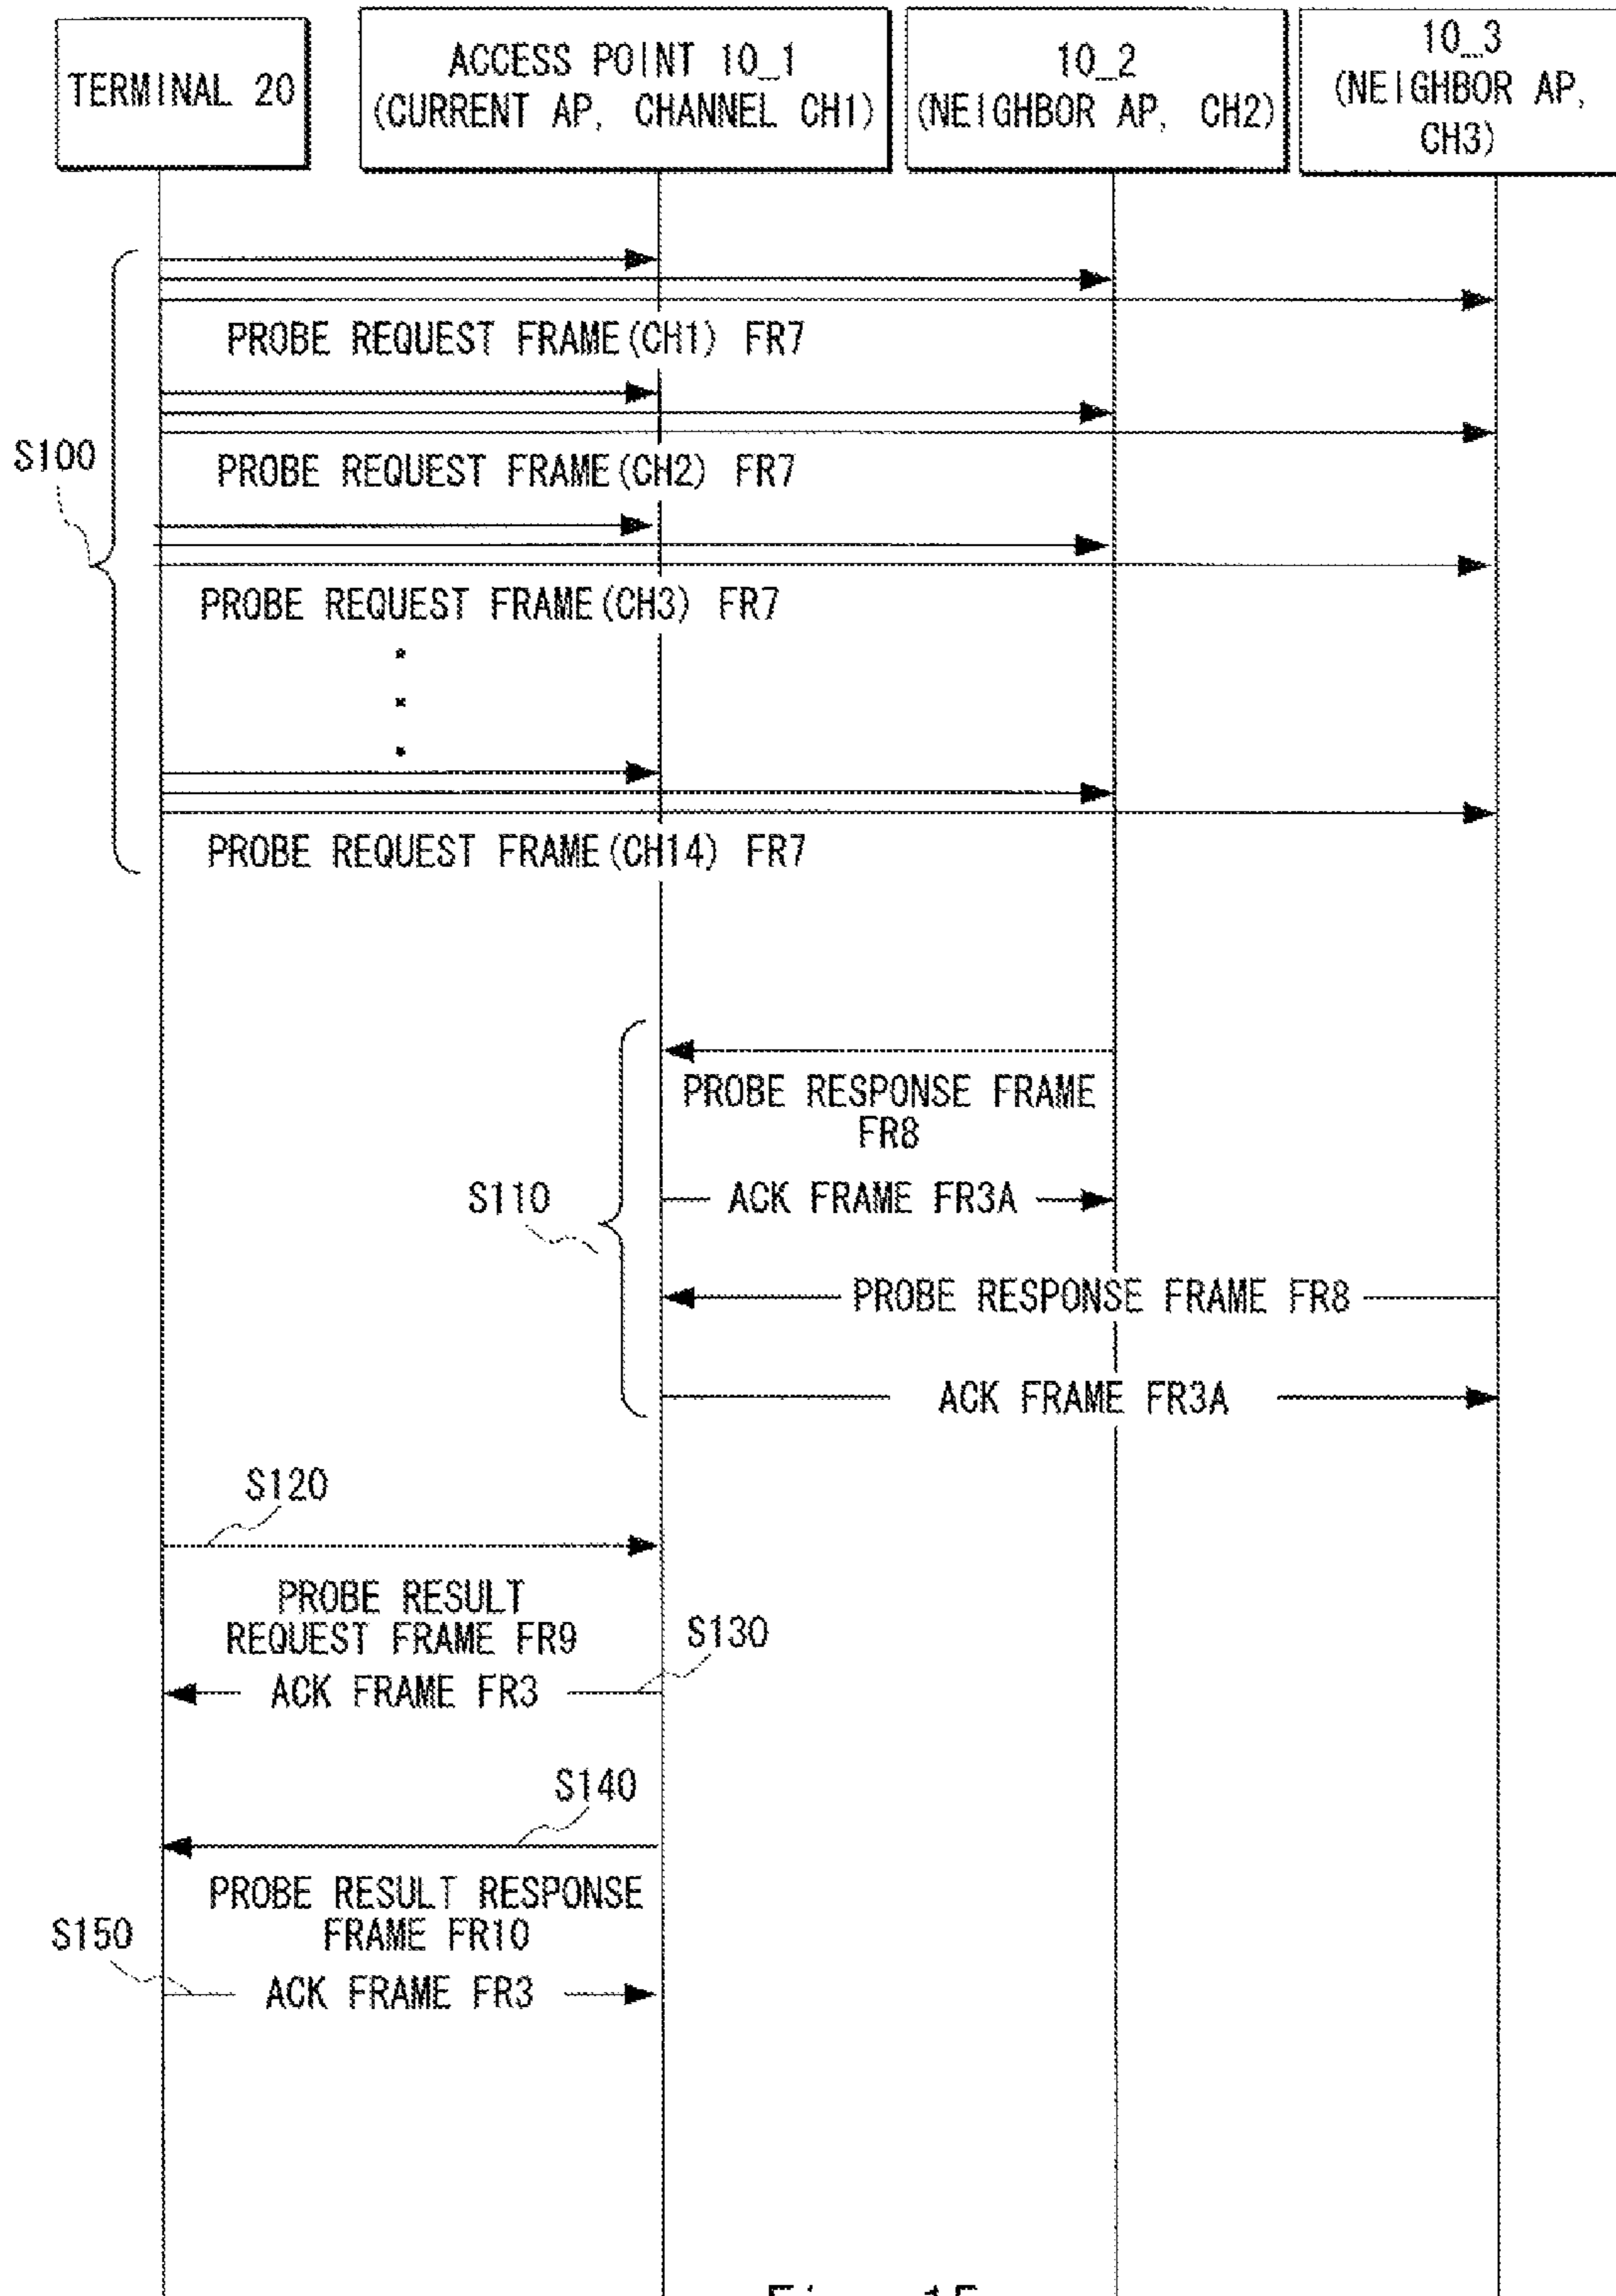 TERMINAL 20
ACCESS POINT 10_1
(CURRENT AP, CHANNEL CH1)
10_2
(NEIGHBOR AP, CH2)
10_3
(NEIGHBOR AP,
CH3)
PROBE REQUEST FRAME(CH1) FR7
S100
PROBE REQUEST FRAME(CH2) FR7
PROBE REQUEST FRAME(CH3) FR7
PROBE REQUEST FRAME(CH14) FR7
PROBE RESPONSE FRAME
FR8
S110
ACK FRAME FR3A
PROBE RESPONSE FRAME FR8
ACK FRAME FR3A
S120
PROBE RESULT
REQUEST FRAME FR9
S130
ACK FRAME FR3
S140
PROBE RESULT RESPONSE
FRAME FR10
S150
ACK FRAME FR3